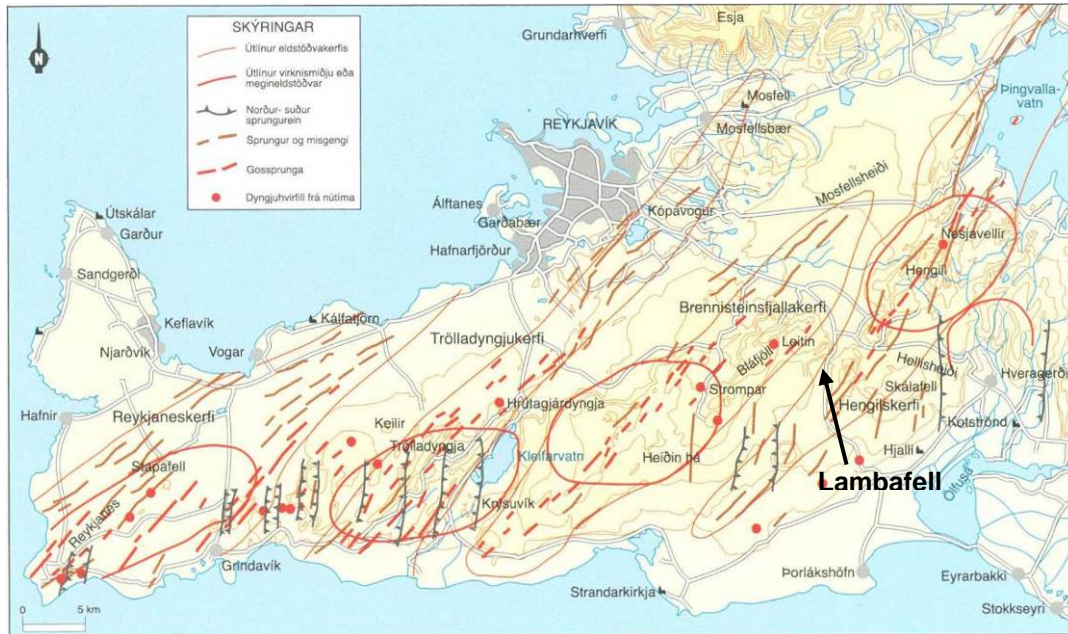 SKÝRINGAR
Útlínur eldstöðvakerfis
Útlínur virknismiðju eða
megineldstöðvar
Norður- suður
sprungurein
Sprungur og misgengi
Gossprunga
Dyngjuhvirfill frá nútíma
N
Esja
Grundarhverfi
Þingvalla-
vatn
Mosfell
REYKJAVÍK
Mosfellsbær
Mosfellsheiði
Álftanes
Garðabær
Kópavogur
Hafnarfjörður
Útskálar
Garður
Sandgerði
Nesjavellir
Hengill
Keflavík
Kálfatjörn
Brennisteinsfjallakerfi
Njarðvík
Vogar
Trölladyngjukerfi
Leitin
Bláfjöll
Hellisheiði
Hveragerði
Strompar
Skálafell
Hengilskerfi
Hafnir
Reykjaneskerfi
Hrútagjárdyngja
Kotströnd
Keilir
Trölladyngja
Kleifarvatn
Heiðin há
Hjalli
Stapafell
Lambafell
Ölfusá
Krýsuvík
Reykjanes
Grindavík
Þorlákshöfn
Eyrarbakki
Strandarkirkja
Stokkseyri
0 5 km